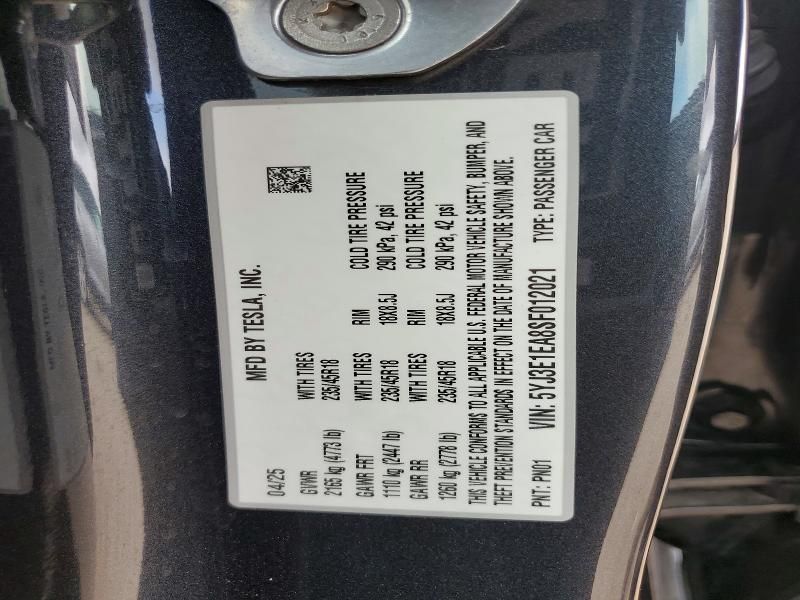 MFD BY TESLA, INC.
04/25
GVWR WITH TIRES
2165 kg (4773 lb) 235/45R18
GAWR FRT WITH TIRES RIM COLD TIRE PRESSURE
1110 kg (2447 lb) 235/45R18 18X8.5J 290 kPa, 42 psi
GAWR RR WITH TIRES RIM COLD TIRE PRESSURE
1260 kg (2778 lb) 235/45R18 18X8.5J 290 kPa, 42 psi
THIS VEHICLE CONFORMS TO ALL APPLICABLE U.S. FEDERAL MOTOR VEHICLE SAFETY, BUMPER, AND
THEFT PREVENTION STANDARDS IN EFFECT ON THE DATE OF MANUFACTURE SHOWN ABOVE.
PNT: PN01 VIN: 5YJ3E1EA8SF012021 TYPE: PASSENGER CAR